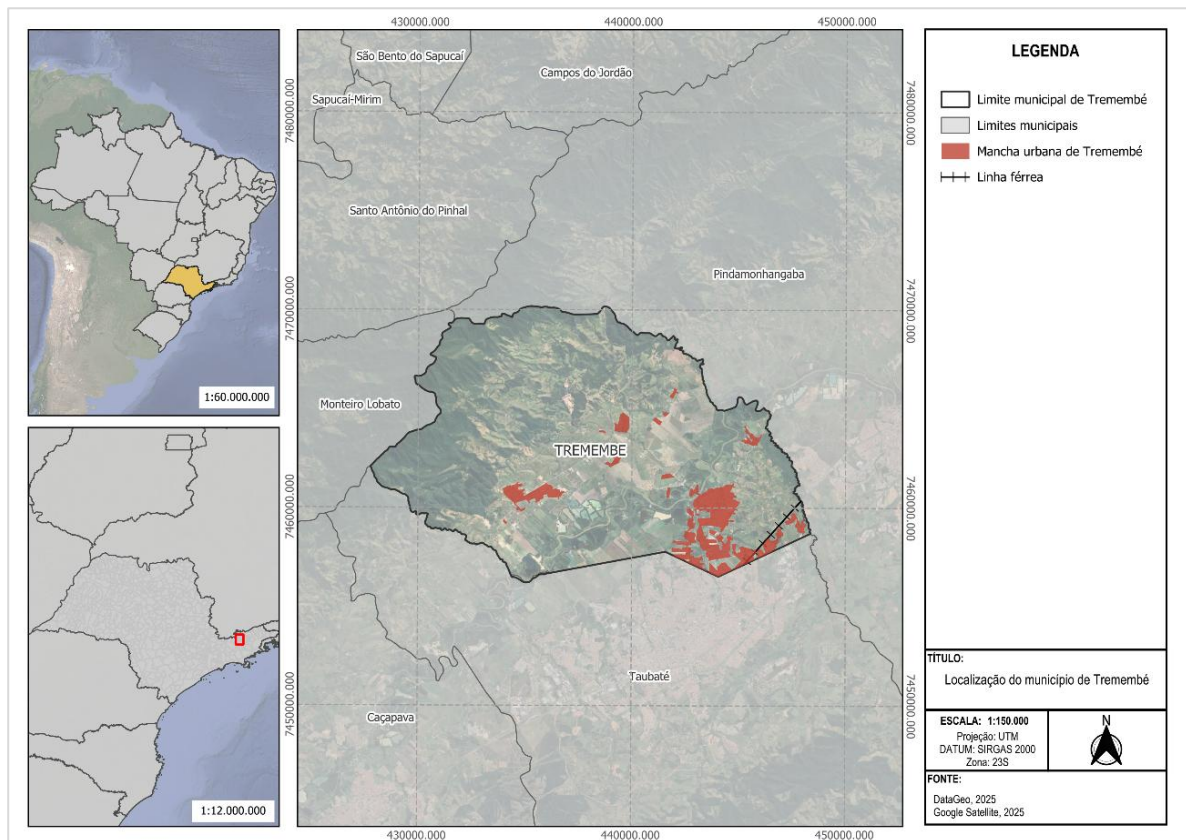 430000.000
440000.000
450000.000
São Bento do Sapucaí
Campos do Jordão
Sapucaí-Mirim
7480000.000
7480000.000
Santo Antônio do Pinhal
Pindamonhangaba
7470000.000
7470000.000
Monteiro Lobato
TREMEMBE
7460000.000
7460000.000
Taubaté
Caçapava
7450000.000
7450000.000
430000.000
440000.000
450000.000
1:60.000.000
1:12.000.000
LEGENDA
Limite municipal de Tremembé
Limites municipais
Mancha urbana de Tremembé
Linha férrea
TÍTULO:
Localização do município de Tremembé
ESCALA: 1:150.000
Projeção: UTM
DATUM: SIRGAS 2000
Zona: 23S
N
FONTE:
DataGeo, 2025
Google Satellite, 2025